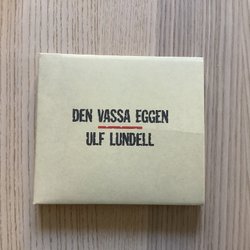 DEN VASSA EGGEN
ULF LUNDELL